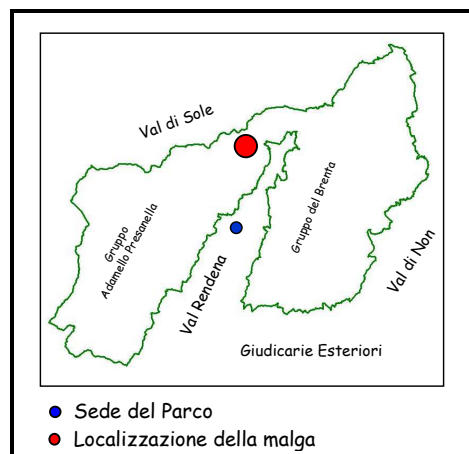 Val di Sole
Gruppo
Adamello Presanella
Gruppo del Brenta
Val Rendena
Val di Non
Giudicarie Esteriori
Sede del Parco
Localizzazione della malga